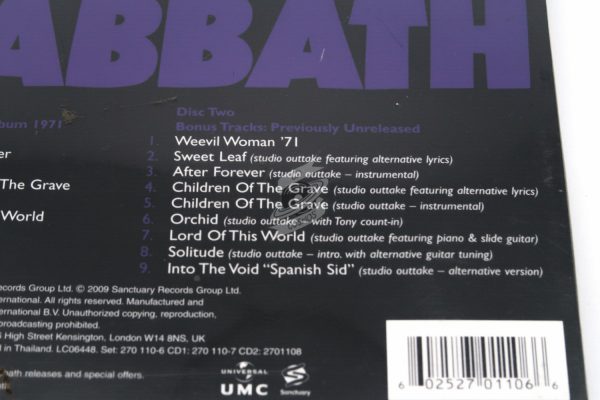 ABBATH
lbum 1971
er
The Grave
World
Disc Two
Bonus Tracks: Previously Unreleased
1. Weevil Woman '71
2. Sweet Leaf (studio outtake featuring alternative lyrics)
3. After Forever (studio outtake – instrumental)
4. Children Of The Grave (studio outtake featuring alternative lyrics)
5. Children Of The Grave (studio outtake – instrumental)
6. Orchid (studio outtake – with Tony count-in)
7. Lord Of This World (studio outtake featuring piano & slide guitar)
8. Solitude (studio outtake – intro. with alternative guitar tuning)
9. Into The Void "Spanish Sid" (studio outtake – alternative version)
ecords Group Ltd. © 2009 Sanctuary Records Group Ltd.
ernational. All rights reserved. Manufactured and
ternational B.V. Unauthorized copying, reproduction,
broadcasting prohibited.
High Street Kensington, London W14 8NS, UK
in Thailand. LC06448. Set: 270 110-6 CD1: 270 110-7 CD2: 2701108
ath releases and special offers.
UNIVERSAL
UMC
Sanctuary
6 02527 01106 6